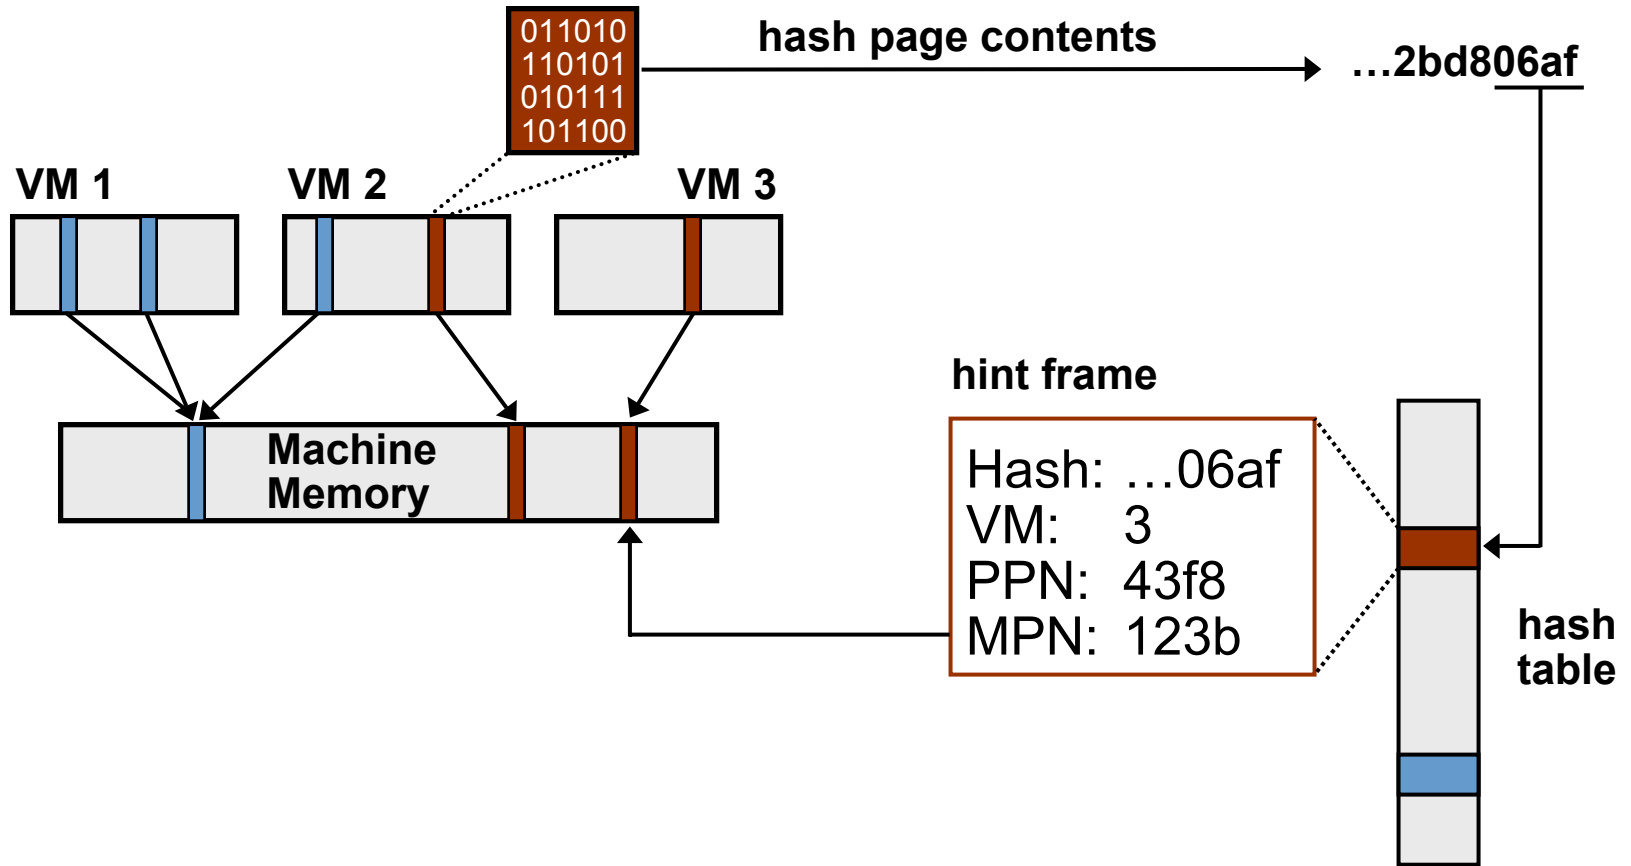 011010
110101
010111
101100
hash page contents
…2bd806af
VM 1
VM 2
VM 3
Machine
Memory
hint frame
Hash: …06af
VM: 3
PPN: 43f8
MPN: 123b
hash
table